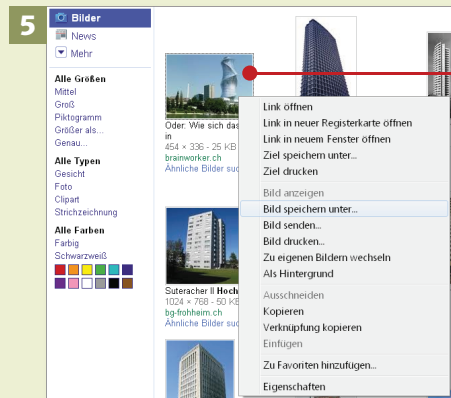 5
Bilder
News
Mehr
Alle Größen
Mittel
Groß
Piktogramm
Größer als...
Genau...
Alle Typen
Gesicht
Foto
Clipart
Strichzeichnung
Alle Farben
Farbig
Schwarzweiß
Oder: Wie sich das
in
454 × 336 - 25 KB
brainworker.ch
Ähnliche Bilder suc
Suteracher II Hoch
1024 × 768 - 50 KB
bg-frohheim.ch
Ähnliche Bilder suc
Link öffnen
Link in neuer Registerkarte öffnen
Link in neuem Fenster öffnen
Ziel speichern unter...
Ziel drucken
Bild anzeigen
Bild speichern unter...
Bild senden...
Bild drucken...
Zu eigenen Bildern wechseln
Als Hintergrund
Ausschneiden
Kopieren
Verknüpfung kopieren
Einfügen
Zu Favoriten hinzufügen...
Eigenschaften